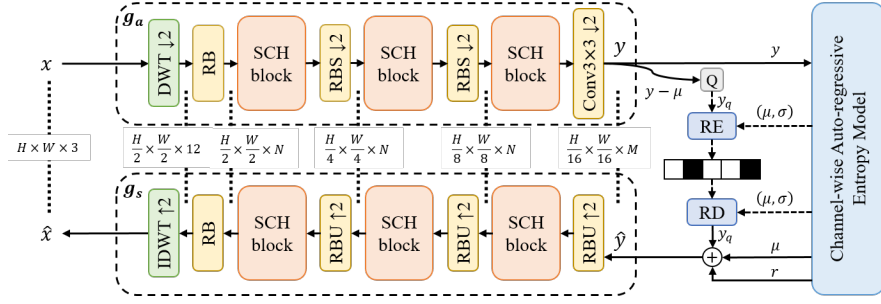 g_a
x
DWT↓2
RB
SCH
block
RBS↓2
SCH
block
RBS↓2
SCH
block
Conv3×3↓2
y
y
y − μ
Q
y_q
RE
(μ, σ)
H × W × 3
H/2 × W/2 × 12
H/2 × W/2 × N
H/4 × W/4 × N
H/8 × W/8 × N
H/16 × W/16 × M
g_s
x̂
IDWT↑2
RB
SCH
block
RBU↑2
SCH
block
RBU↑2
SCH
block
RBU↑2
ŷ
RD
(μ, σ)
y_q
+
μ
r
Channel-wise Auto-regressive
Entropy Model